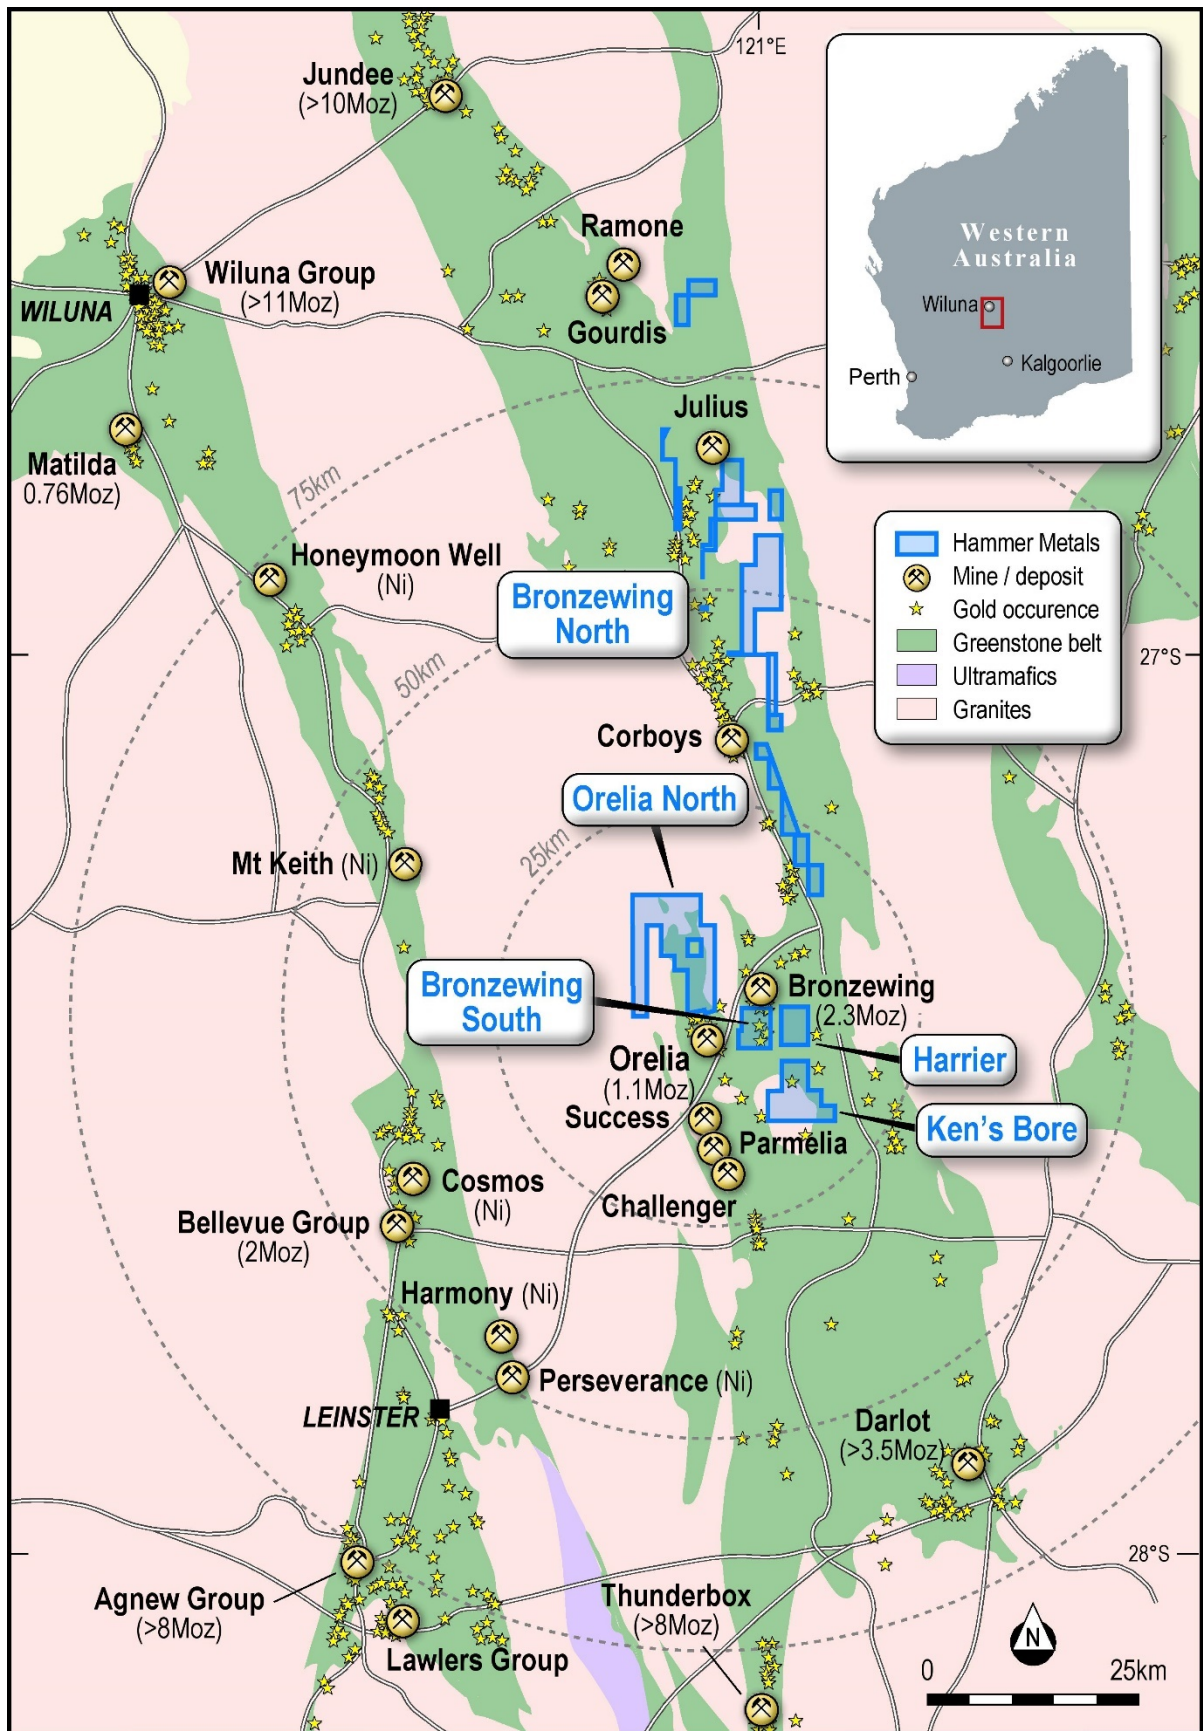 121°E
Jundee
(>10Moz)
Western
Australia
Wiluna
Kalgoorlie
Perth
Ramone
Wiluna Group
(>11Moz)
WILUNA
Gourdis
Julius
Matilda
0.76Moz)
75km
Hammer Metals
Mine / deposit
Gold occurence
Greenstone belt
Ultramafics
Granites
Honeymoon Well
(Ni)
Bronzewing
North
27°S
50km
Corboys
Orelia North
25km
Mt Keith (Ni)
Bronzewing
South
Bronzewing
(2.3Moz)
Orelia
(1.1Moz)
Harrier
Success
Ken's Bore
Parmelia
Cosmos
(Ni)
Challenger
Bellevue Group
(2Moz)
Harmony (Ni)
Perseverance (Ni)
LEINSTER
Darlot
(>3.5Moz)
28°S
Agnew Group
(>8Moz)
Thunderbox
(>8Moz)
Lawlers Group
N
0 25km